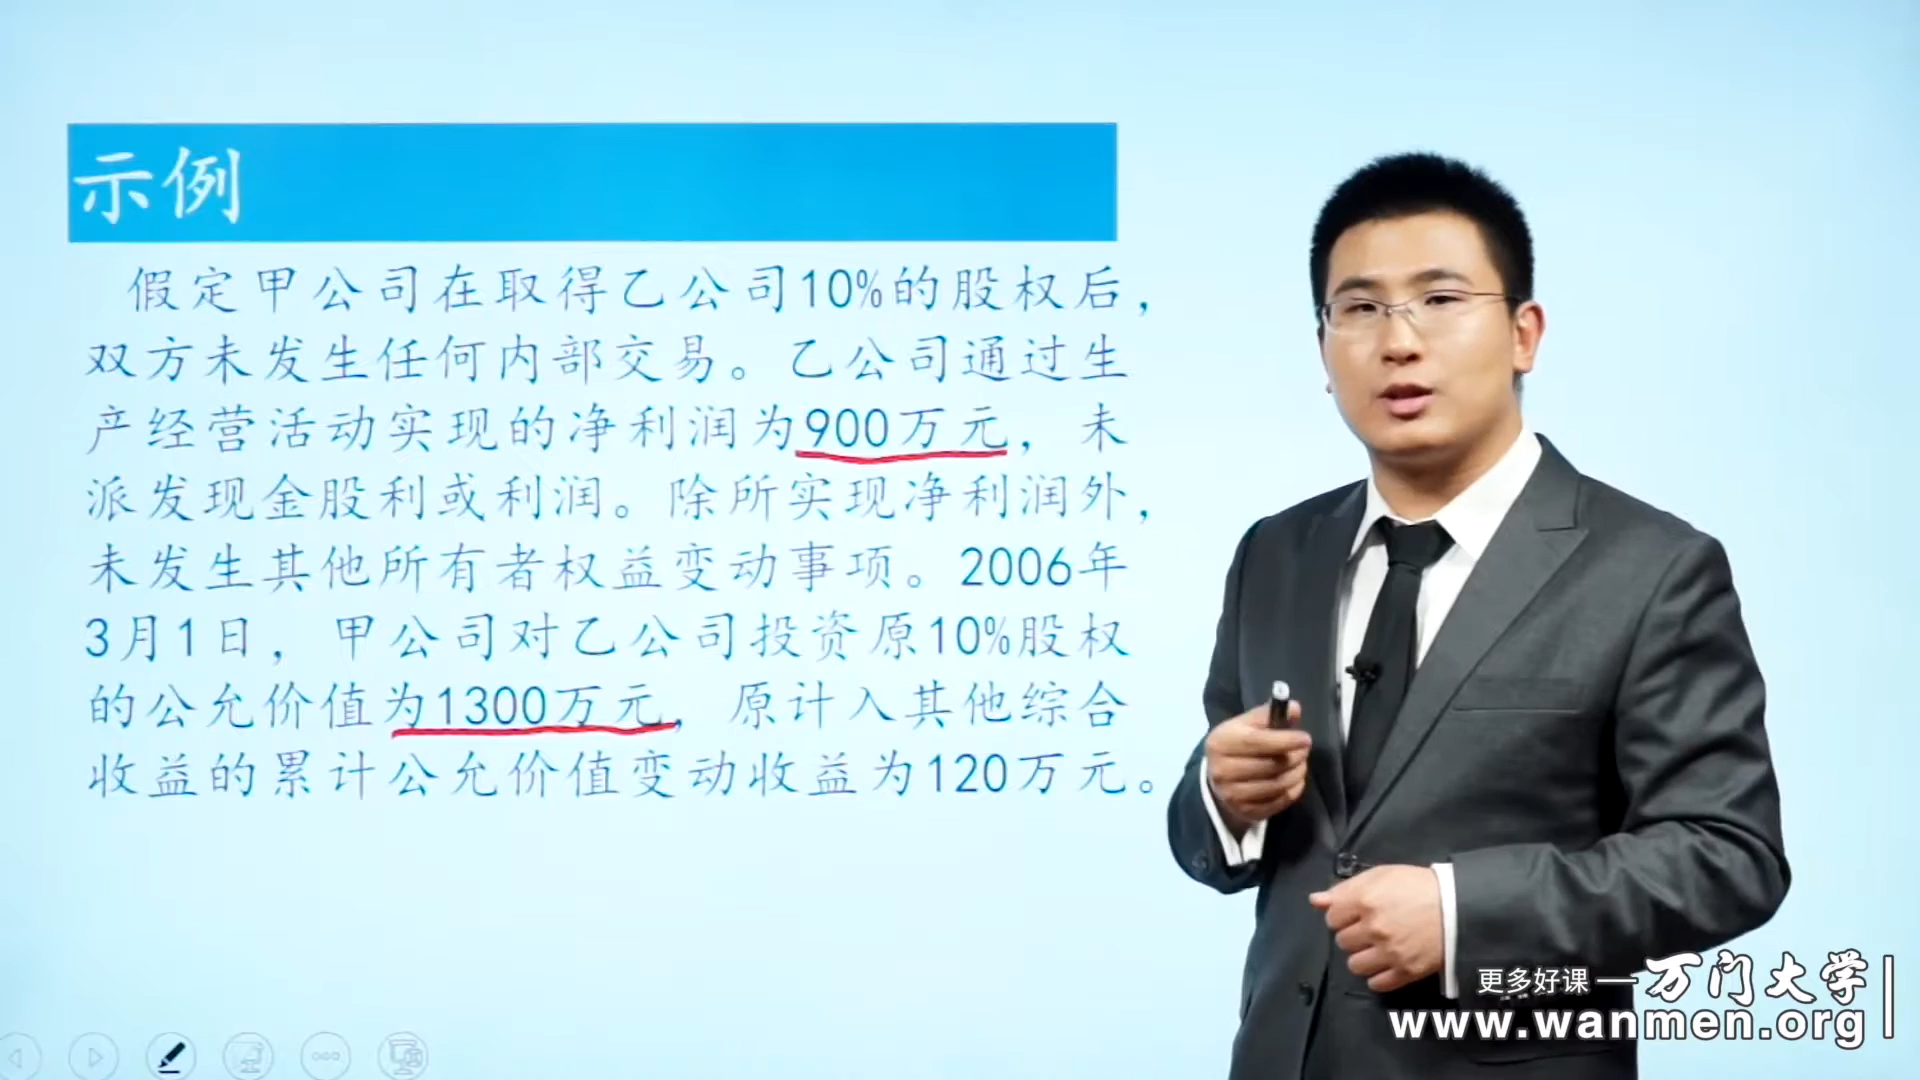 示例
假定甲公司在取得乙公司10%的股权后，
双方未发生任何内部交易。乙公司通过生
产经营活动实现的净利润为900万元，未
派发现金股利或利润。除所实现净利润外，
未发生其他所有者权益变动事项。2006年
3月1日，甲公司对乙公司投资原10%股权
的公允价值为1300万元，原计入其他综合
收益的累计公允价值变动收益为120万元。
更多好课—万门大学
www.wanmen.org